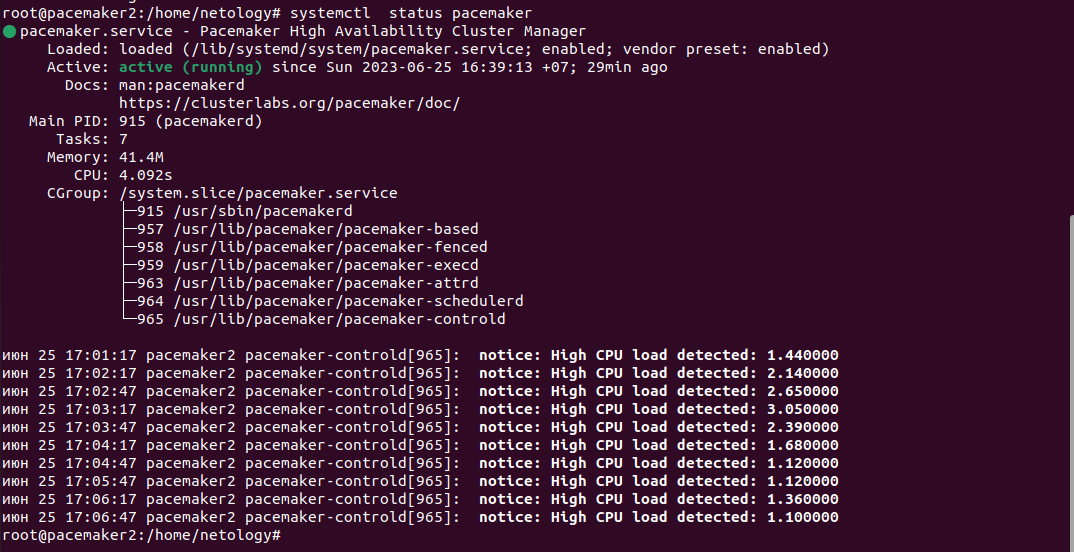 root@pacemaker2:/home/netology# systemctl  status pacemaker
● pacemaker.service - Pacemaker High Availability Cluster Manager
     Loaded: loaded (/lib/systemd/system/pacemaker.service; enabled; vendor preset: enabled)
     Active: active (running) since Sun 2023-06-25 16:39:13 +07; 29min ago
       Docs: man:pacemakerd
             https://clusterlabs.org/pacemaker/doc/
   Main PID: 915 (pacemakerd)
      Tasks: 7
     Memory: 41.4M
        CPU: 4.092s
     CGroup: /system.slice/pacemaker.service
             ├─915 /usr/sbin/pacemakerd
             ├─957 /usr/lib/pacemaker/pacemaker-based
             ├─958 /usr/lib/pacemaker/pacemaker-fenced
             ├─959 /usr/lib/pacemaker/pacemaker-execd
             ├─963 /usr/lib/pacemaker/pacemaker-attrd
             ├─964 /usr/lib/pacemaker/pacemaker-schedulerd
             └─965 /usr/lib/pacemaker/pacemaker-controld

июн 25 17:01:17 pacemaker2 pacemaker-controld[965]:  notice: High CPU load detected: 1.440000
июн 25 17:02:17 pacemaker2 pacemaker-controld[965]:  notice: High CPU load detected: 2.140000
июн 25 17:02:47 pacemaker2 pacemaker-controld[965]:  notice: High CPU load detected: 2.650000
июн 25 17:03:17 pacemaker2 pacemaker-controld[965]:  notice: High CPU load detected: 3.050000
июн 25 17:03:47 pacemaker2 pacemaker-controld[965]:  notice: High CPU load detected: 2.390000
июн 25 17:04:17 pacemaker2 pacemaker-controld[965]:  notice: High CPU load detected: 1.680000
июн 25 17:04:47 pacemaker2 pacemaker-controld[965]:  notice: High CPU load detected: 1.120000
июн 25 17:05:47 pacemaker2 pacemaker-controld[965]:  notice: High CPU load detected: 1.120000
июн 25 17:06:17 pacemaker2 pacemaker-controld[965]:  notice: High CPU load detected: 1.360000
июн 25 17:06:47 pacemaker2 pacemaker-controld[965]:  notice: High CPU load detected: 1.100000
root@pacemaker2:/home/netology#